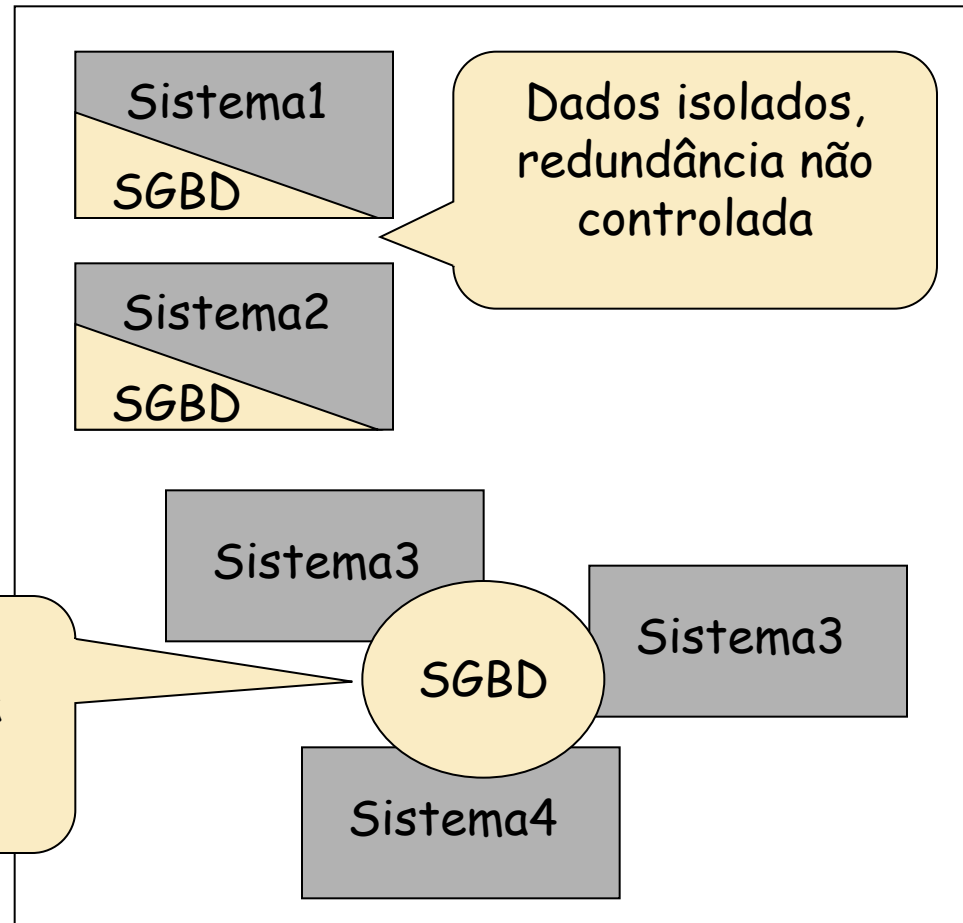 Sistema1
SGBD
Dados isolados,
redundância não
controlada
Sistema2
SGBD
Sistema3
Sistema3
SGBD
Sistema4